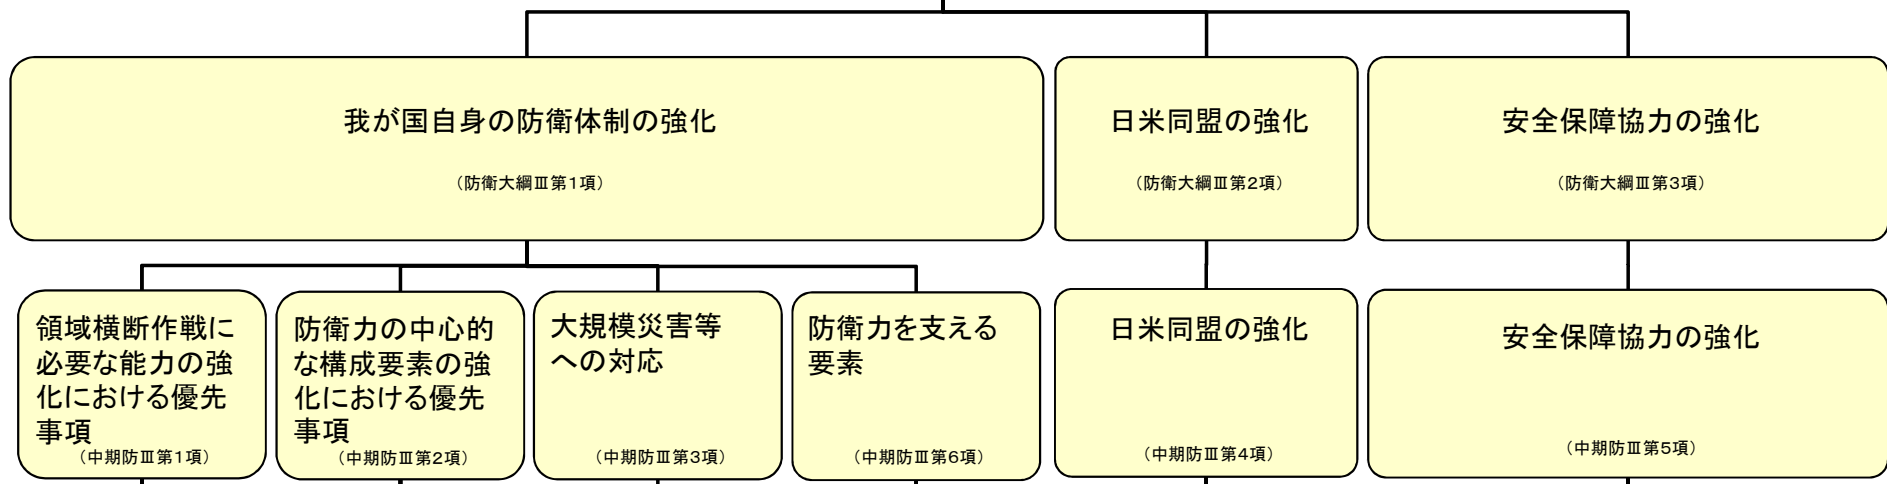 我が国自身の防衛体制の強化
（防衛大綱Ⅲ第1項）
日米同盟の強化
（防衛大綱Ⅲ第2項）
安全保障協力の強化
（防衛大綱Ⅲ第3項）
領域横断作戦に
必要な能力の強
化における優先
事項
（中期防Ⅲ第1項）
防衛力の中心的
な構成要素の強
化における優先
事項
（中期防Ⅲ第2項）
大規模災害等
への対応
（中期防Ⅲ第3項）
防衛力を支える
要素
（中期防Ⅲ第6項）
日米同盟の強化
（中期防Ⅲ第4項）
安全保障協力の強化
（中期防Ⅲ第5項）